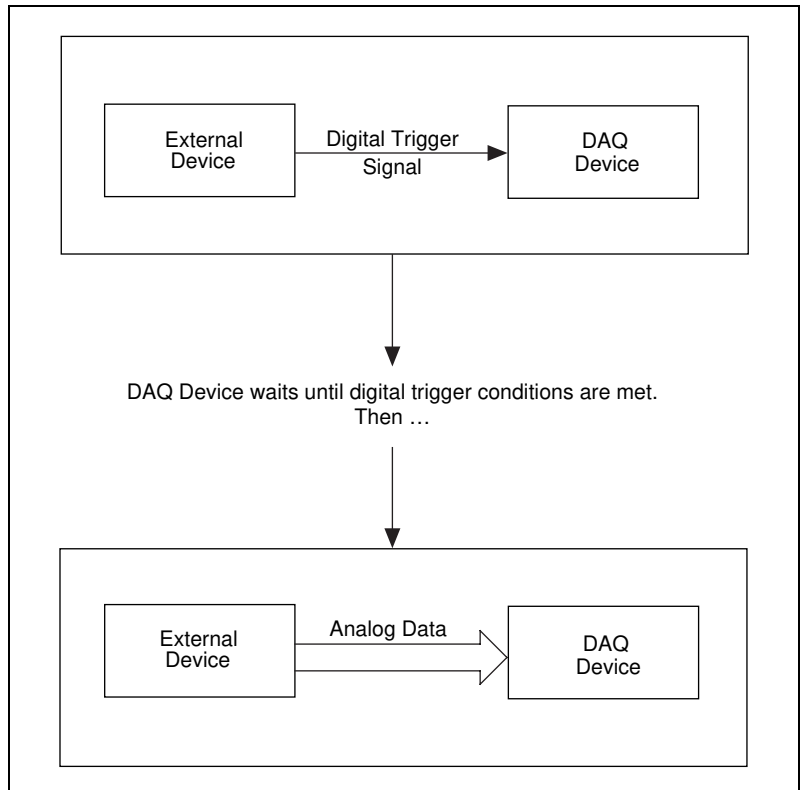 External
Device
Digital Trigger
Signal
DAQ
Device
DAQ Device waits until digital trigger conditions are met.
Then …
External
Device
Analog Data
DAQ
Device